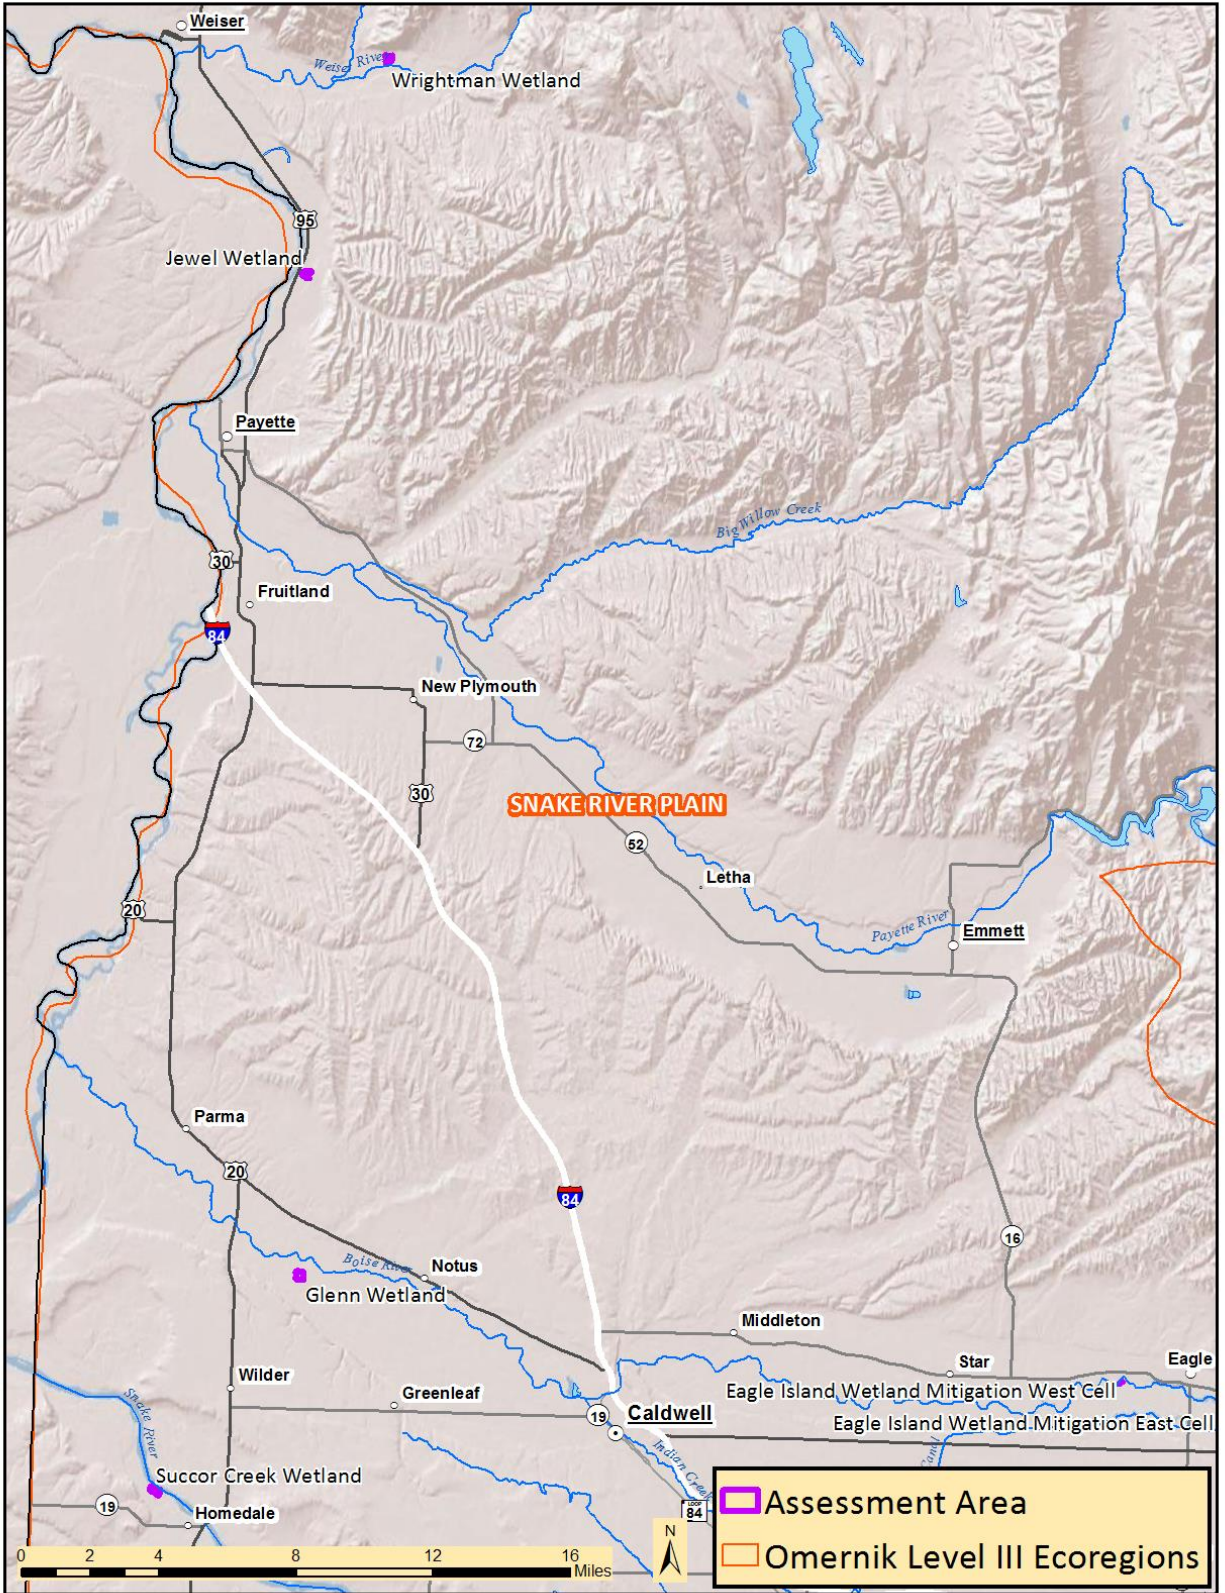 Weiser
Weiser River
Wrightman Wetland
95
Jewel Wetland
Payette
Big Willow Creek
30
Fruitland
84
New Plymouth
72
30
SNAKE RIVER PLAIN
52
Letha
20
Payette River
Emmett
Parma
20
84
16
Boise River
Notus
Glenn Wetland
Middleton
Star
Eagle
Wilder
Greenleaf
Eagle Island Wetland Mitigation West Cell
19
Caldwell
Eagle Island Wetland Mitigation East Cell
Snake River
Indian Creek
Canal
Succor Creek Wetland
19
Homedale
LOOP
84
N
0 2 4 8 12 16
Miles
Assessment Area
Omernik Level III Ecoregions